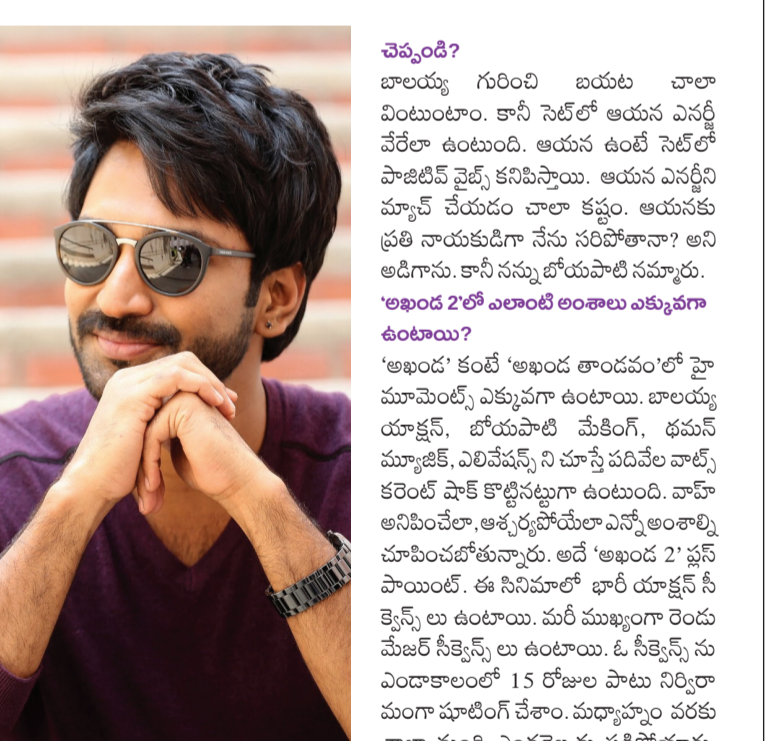 చెప్పండి?
బాలయ్య గురించి బయట చాలా
వింటుంటాం. కానీ సెట్‌లో ఆయన ఎనర్జీ
వేరేలా ఉంటుంది. ఆయన ఉంటే సెట్‌లో
పాజిటివ్ వైబ్స్ కనిపిస్తాయి. ఆయన ఎనర్జీని
మ్యాచ్ చేయడం చాలా కష్టం. ఆయనకు
ప్రతి నాయకుడిగా నేను సరిపోతానా? అని
అడిగాను. కానీ నన్ను బోయపాటి నమ్మారు.
‘అఖండ 2’లో ఎలాంటి అంశాలు ఎక్కువగా
ఉంటాయి?
‘అఖండ’ కంటే ‘అఖండ తాండవం’లో హై
మూమెంట్స్ ఎక్కువగా ఉంటాయి. బాలయ్య
యాక్షన్, బోయపాటి మేకింగ్, థమన్
మ్యూజిక్, ఎలివేషన్స్ ని చూస్తే పదివేల వాట్స్
కరెంట్ షాక్ కొట్టినట్టుగా ఉంటుంది. వాహ్
అనిపించేలా,ఆశ్చర్యపోయేలా ఎన్నో అంశాల్ని
చూపించబోతున్నారు. అదే ‘అఖండ 2’ ప్లస్
పాయింట్. ఈ సినిమాలో భారీ యాక్షన్ సీ
క్వెన్స్ లు ఉంటాయి. మరీ ముఖ్యంగా రెండు
మేజర్ సీక్వెన్స్ లు ఉంటాయి. ఓ సీక్వెన్స్ ను
ఎండాకాలంలో 15 రోజుల పాటు నిర్విరా
మంగా షూటింగ్ చేశాం. మధ్యాహ్నం వరకు